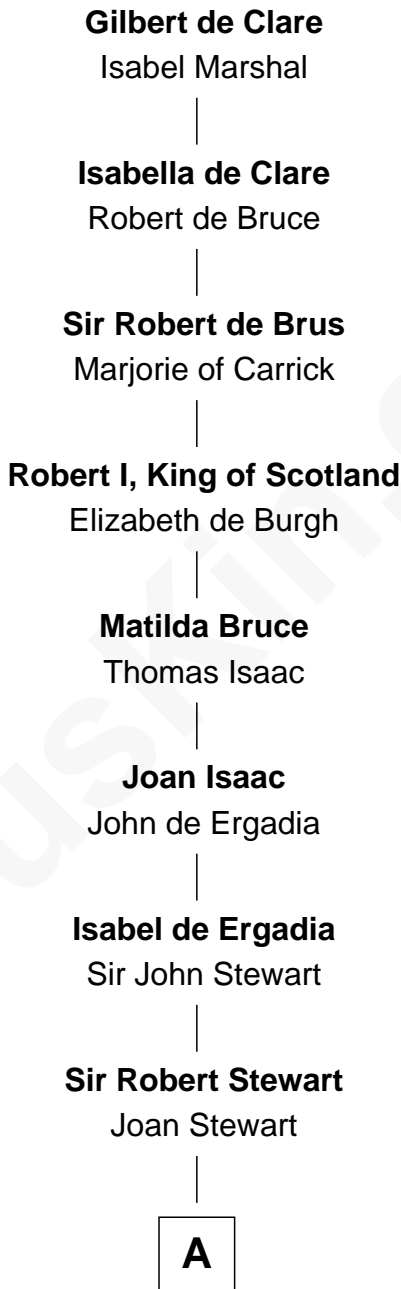 Gilbert de Clare
Isabel Marshal
Isabella de Clare
Robert de Bruce
Sir Robert de Brus
Marjorie of Carrick
Robert I, King of Scotland
Elizabeth de Burgh
Matilda Bruce
Thomas Isaac
Joan Isaac
John de Ergadia
Isabel de Ergadia
Sir John Stewart
Sir Robert Stewart
Joan Stewart
A